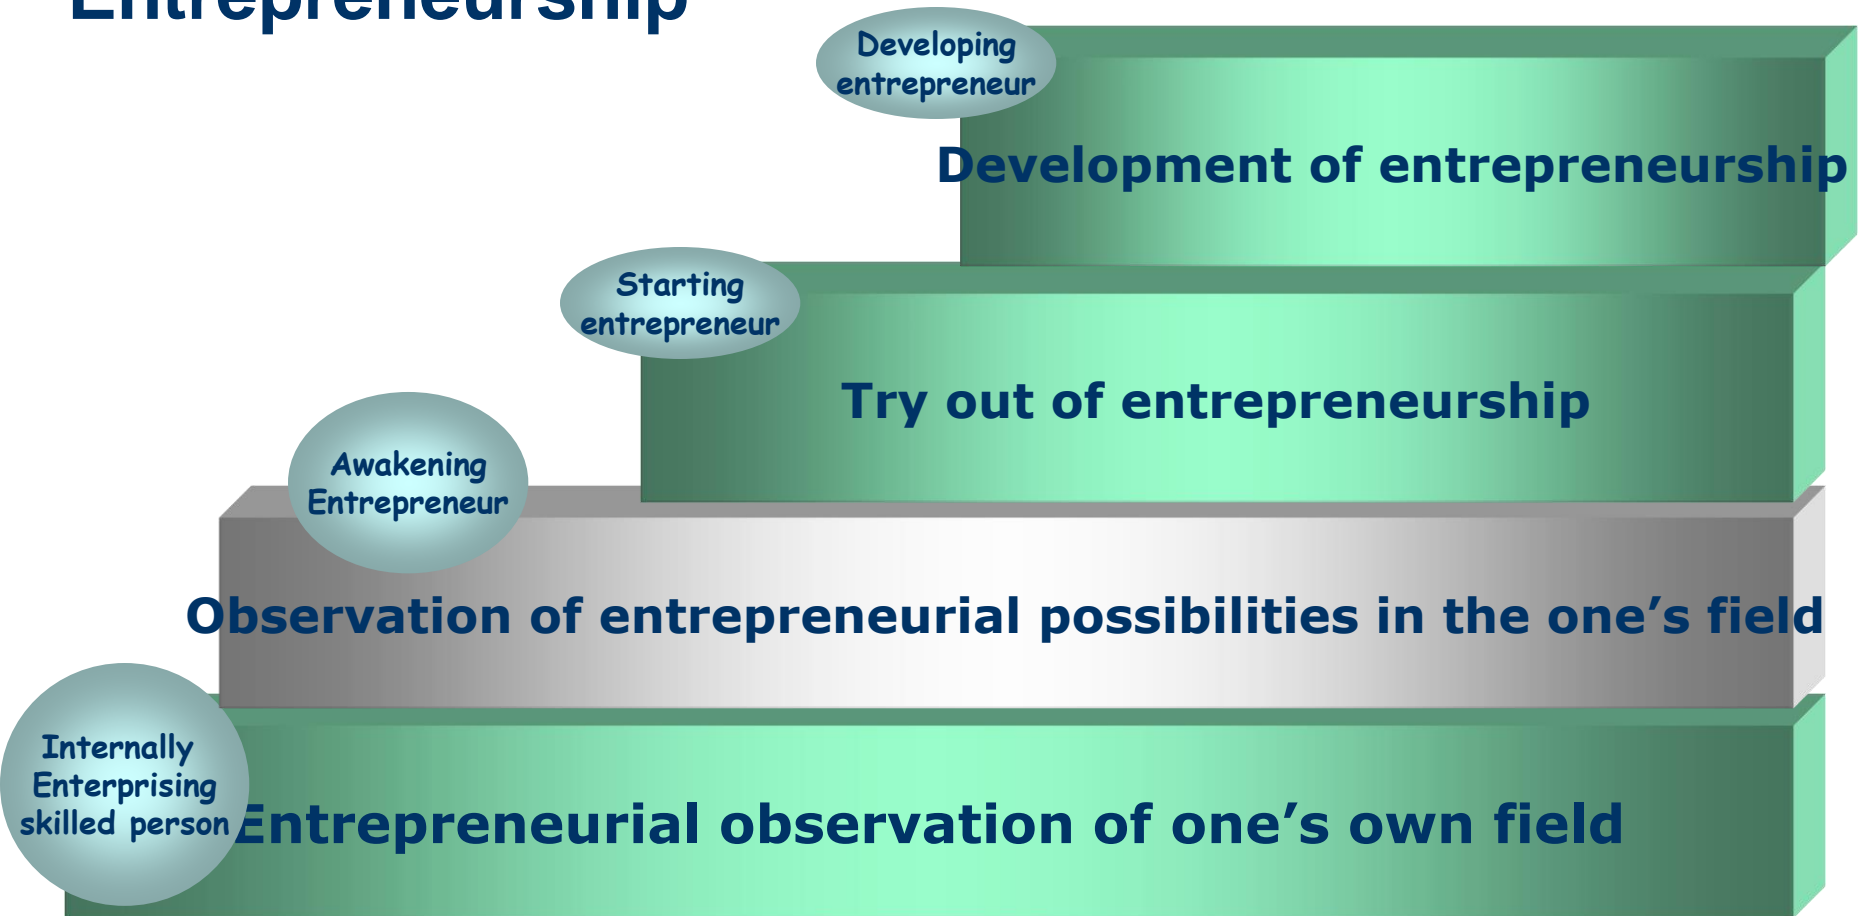 Entrepreneurship
Developing
entrepreneur
Development of entrepreneurship
Starting
entrepreneur
Try out of entrepreneurship
Awakening
Entrepreneur
Observation of entrepreneurial possibilities in the one’s field
Internally
Enterprising
skilled person
Entrepreneurial observation of one’s own field